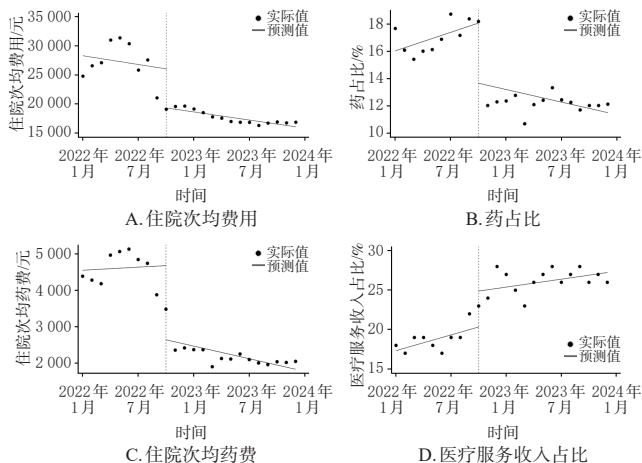 35 000
30 000
25 000
20 000
15 000
住院次均费用/元
实际值
预测值
2022年
1月
2022年
7月
2023年
1月
2023年
7月
2024年
1月
时间
A.住院次均费用
18
16
14
12
10
药占比/%
实际值
预测值
2022年
1月
2022年
7月
2023年
1月
2023年
7月
2024年
1月
时间
B.药占比
5 000
4 000
3 000
2 000
住院次均药费/元
实际值
预测值
2022年
1月
2022年
7月
2023年
1月
2023年
7月
2024年
1月
时间
C.住院次均药费
30
25
20
15
医疗服务收入占比/%
实际值
预测值
2022年
1月
2022年
7月
2023年
1月
2023年
7月
2024年
1月
时间
D.医疗服务收入占比